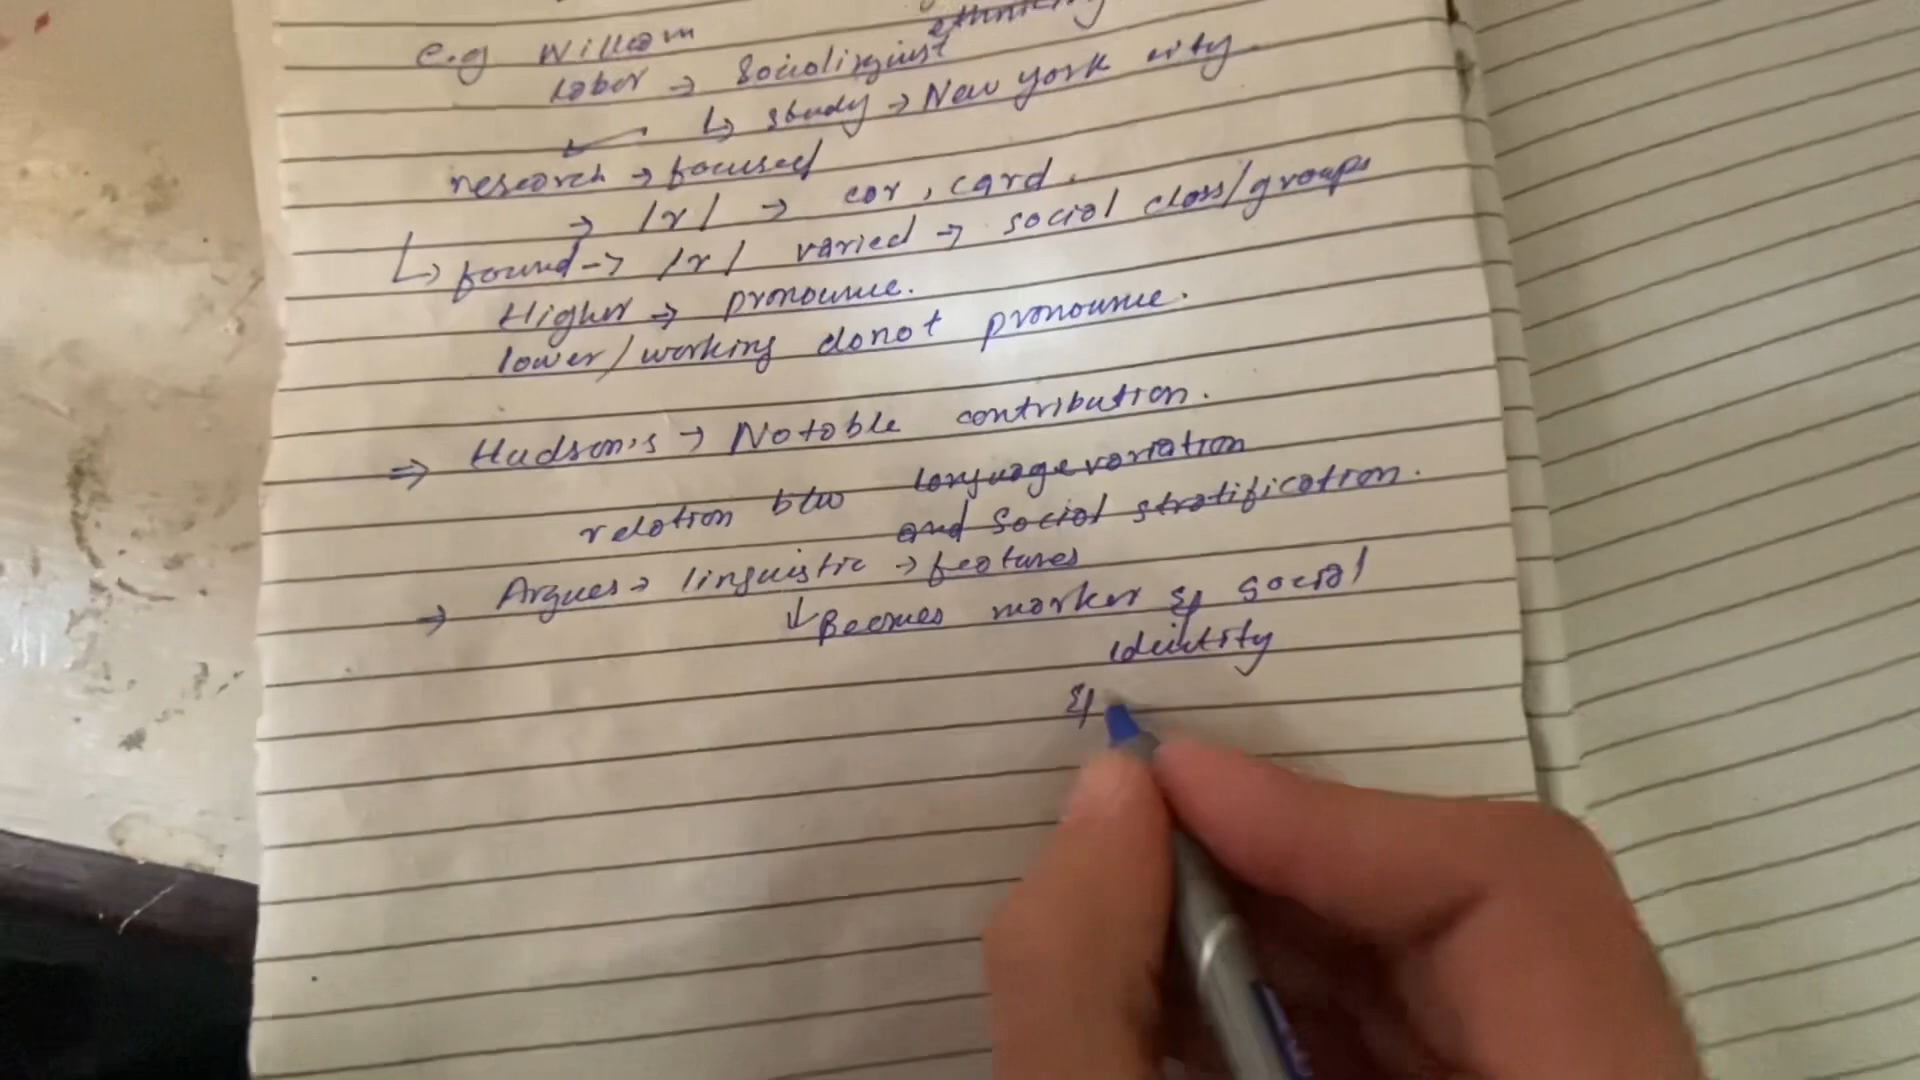 ethnicity
e.g William
Labor → Sociolinguist
↳ study → New york city.
research → focused
→ /r/ → car, card.
↳ found → /r/ varied → social class/groups
Higher → pronounce.
lower/working donot pronounce.
⇒ Hudson's → Notable contribution.
relation btw language variation
and social stratification.
→ Argues → linguistic → features
↓ Becomes marker & social
identity
&